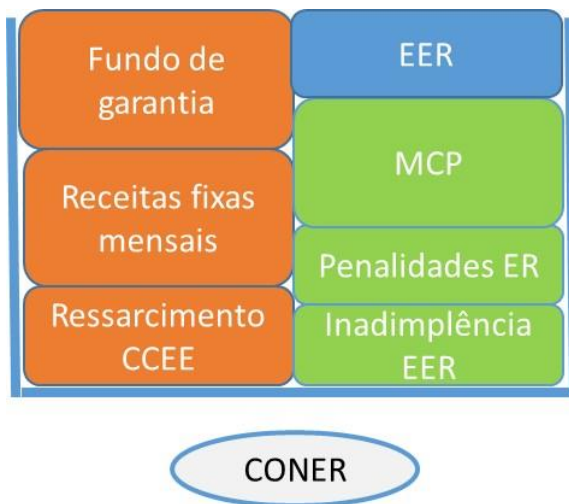 Fundo de
garantia
Receitas fixas
mensais
Ressarcimento
CCEE
EER
MCP
Penalidades ER
Inadimplência
EER
CONER